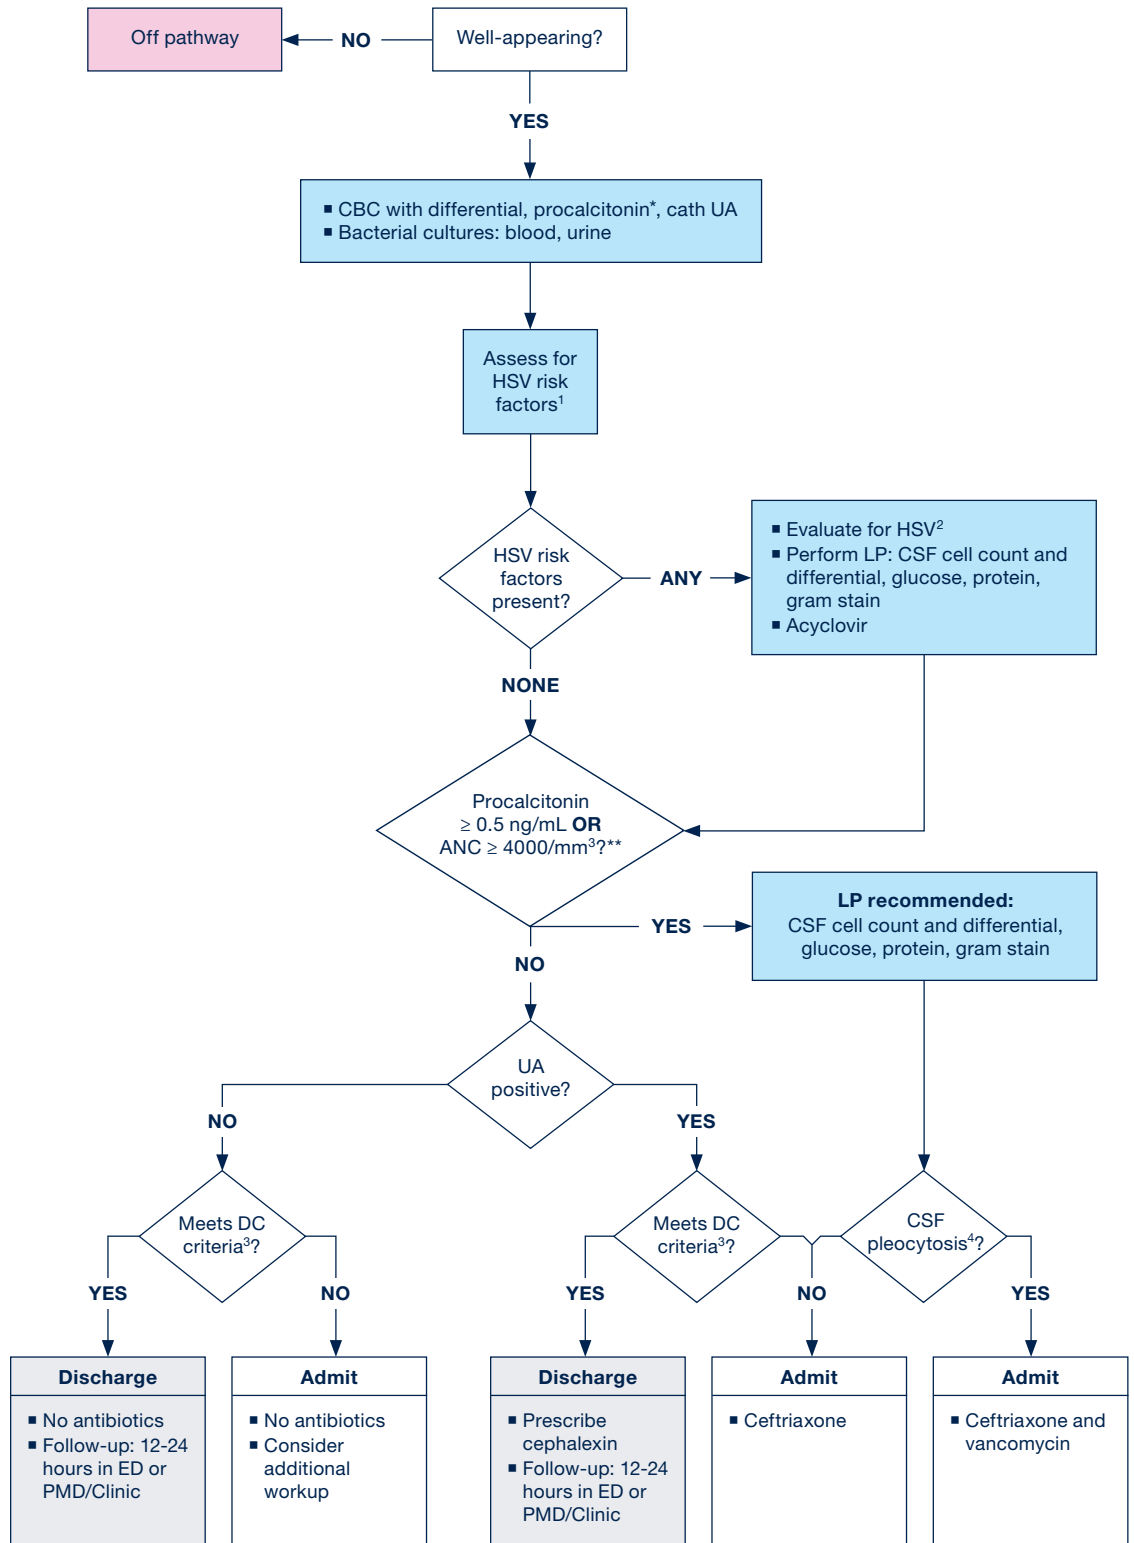 Off pathway
NO
Well-appearing?
YES
▪ CBC with differential, procalcitonin*, cath UA
▪ Bacterial cultures: blood, urine
Assess for
HSV risk
factors¹
HSV risk
factors
present?
ANY
▪ Evaluate for HSV²
▪ Perform LP: CSF cell count and
differential, glucose, protein,
gram stain
▪ Acyclovir
NONE
Procalcitonin
≥ 0.5 ng/mL OR
ANC ≥ 4000/mm³?**
YES
LP recommended:
CSF cell count and differential,
glucose, protein, gram stain
NO
UA
positive?
NO
YES
Meets DC
criteria³?
Meets DC
criteria³?
CSF
pleocytosis⁴?
YES
NO
YES
NO
YES
Discharge
▪ No antibiotics
▪ Follow-up: 12-24
hours in ED or
PMD/Clinic
Admit
▪ No antibiotics
▪ Consider
additional
workup
Discharge
▪ Prescribe
cephalexin
▪ Follow-up: 12-24
hours in ED or
PMD/Clinic
Admit
▪ Ceftriaxone
Admit
▪ Ceftriaxone and
vancomycin